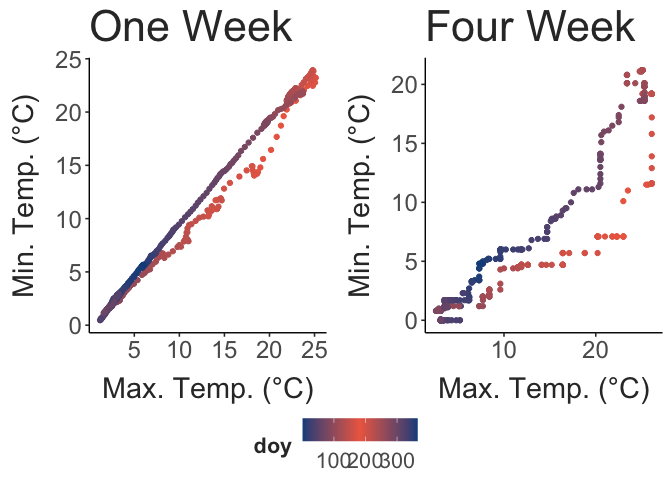 One Week
Four Week
25
20
15
10
5
0
Min. Temp. (°C)
5 10 15 20 25
Max. Temp. (°C)
20
15
10
5
0
Min. Temp. (°C)
10 20
Max. Temp. (°C)
doy
100 200 300